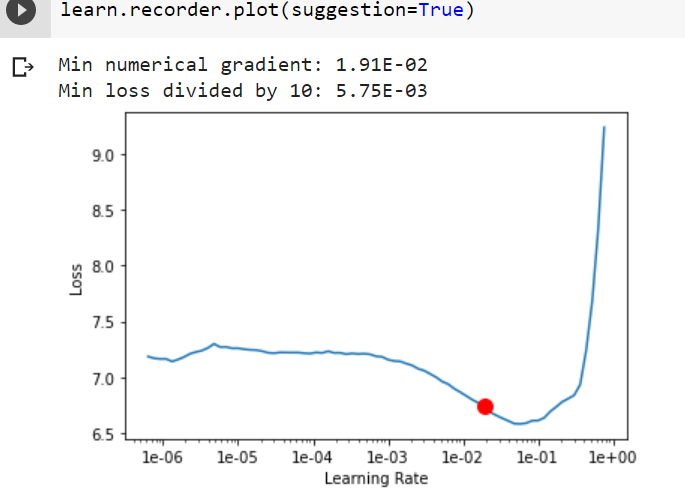 learn.recorder.plot(suggestion=True)
Min numerical gradient: 1.91E-02
Min loss divided by 10: 5.75E-03
9.0
8.5
8.0
7.5
7.0
6.5
Loss
1e-06 1e-05 1e-04 1e-03 1e-02 1e-01 1e+00
Learning Rate